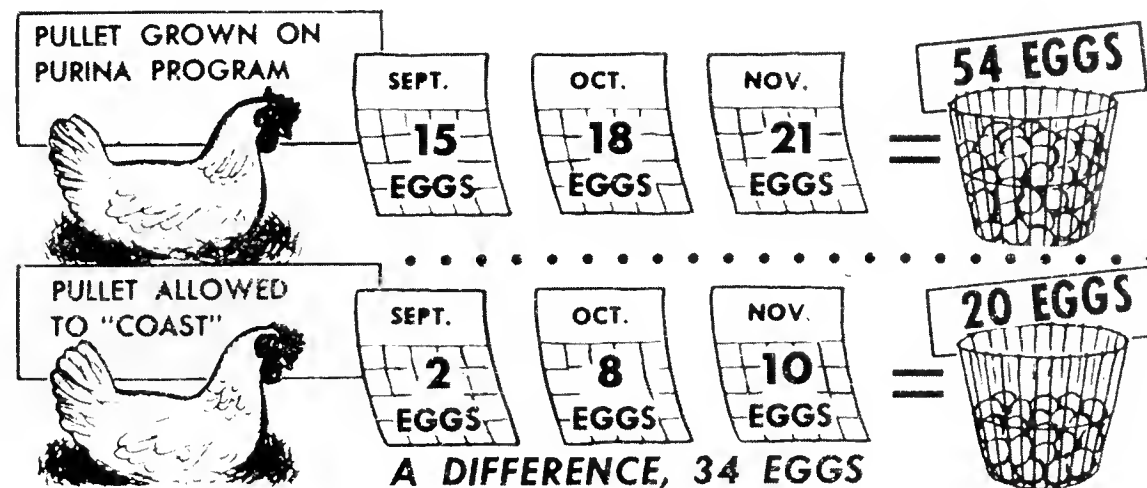 PULLET GROWN ON
PURINA PROGRAM
SEPT.
15
EGGS
OCT.
18
EGGS
NOV.
21
EGGS
=
54 EGGS
PULLET ALLOWED
TO "COAST"
SEPT.
2
EGGS
OCT.
8
EGGS
NOV.
10
EGGS
=
20 EGGS
A DIFFERENCE, 34 EGGS